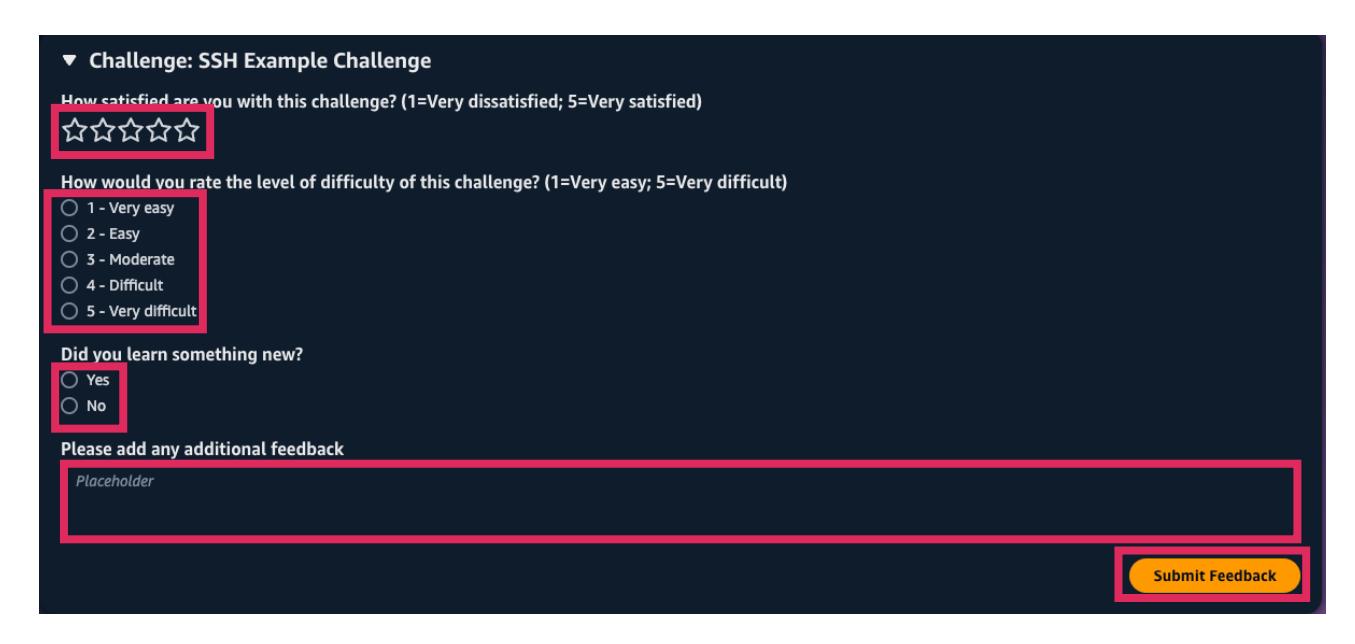 ▼ Challenge: SSH Example Challenge
How satisfied are you with this challenge? (1=Very dissatisfied; 5=Very satisfied)
How would you rate the level of difficulty of this challenge? (1=Very easy; 5=Very difficult)
1 - Very easy
2 - Easy
3 - Moderate
4 - Difficult
5 - Very difficult
Did you learn something new?
Yes
No
Please add any additional feedback
Placeholder
Submit Feedback